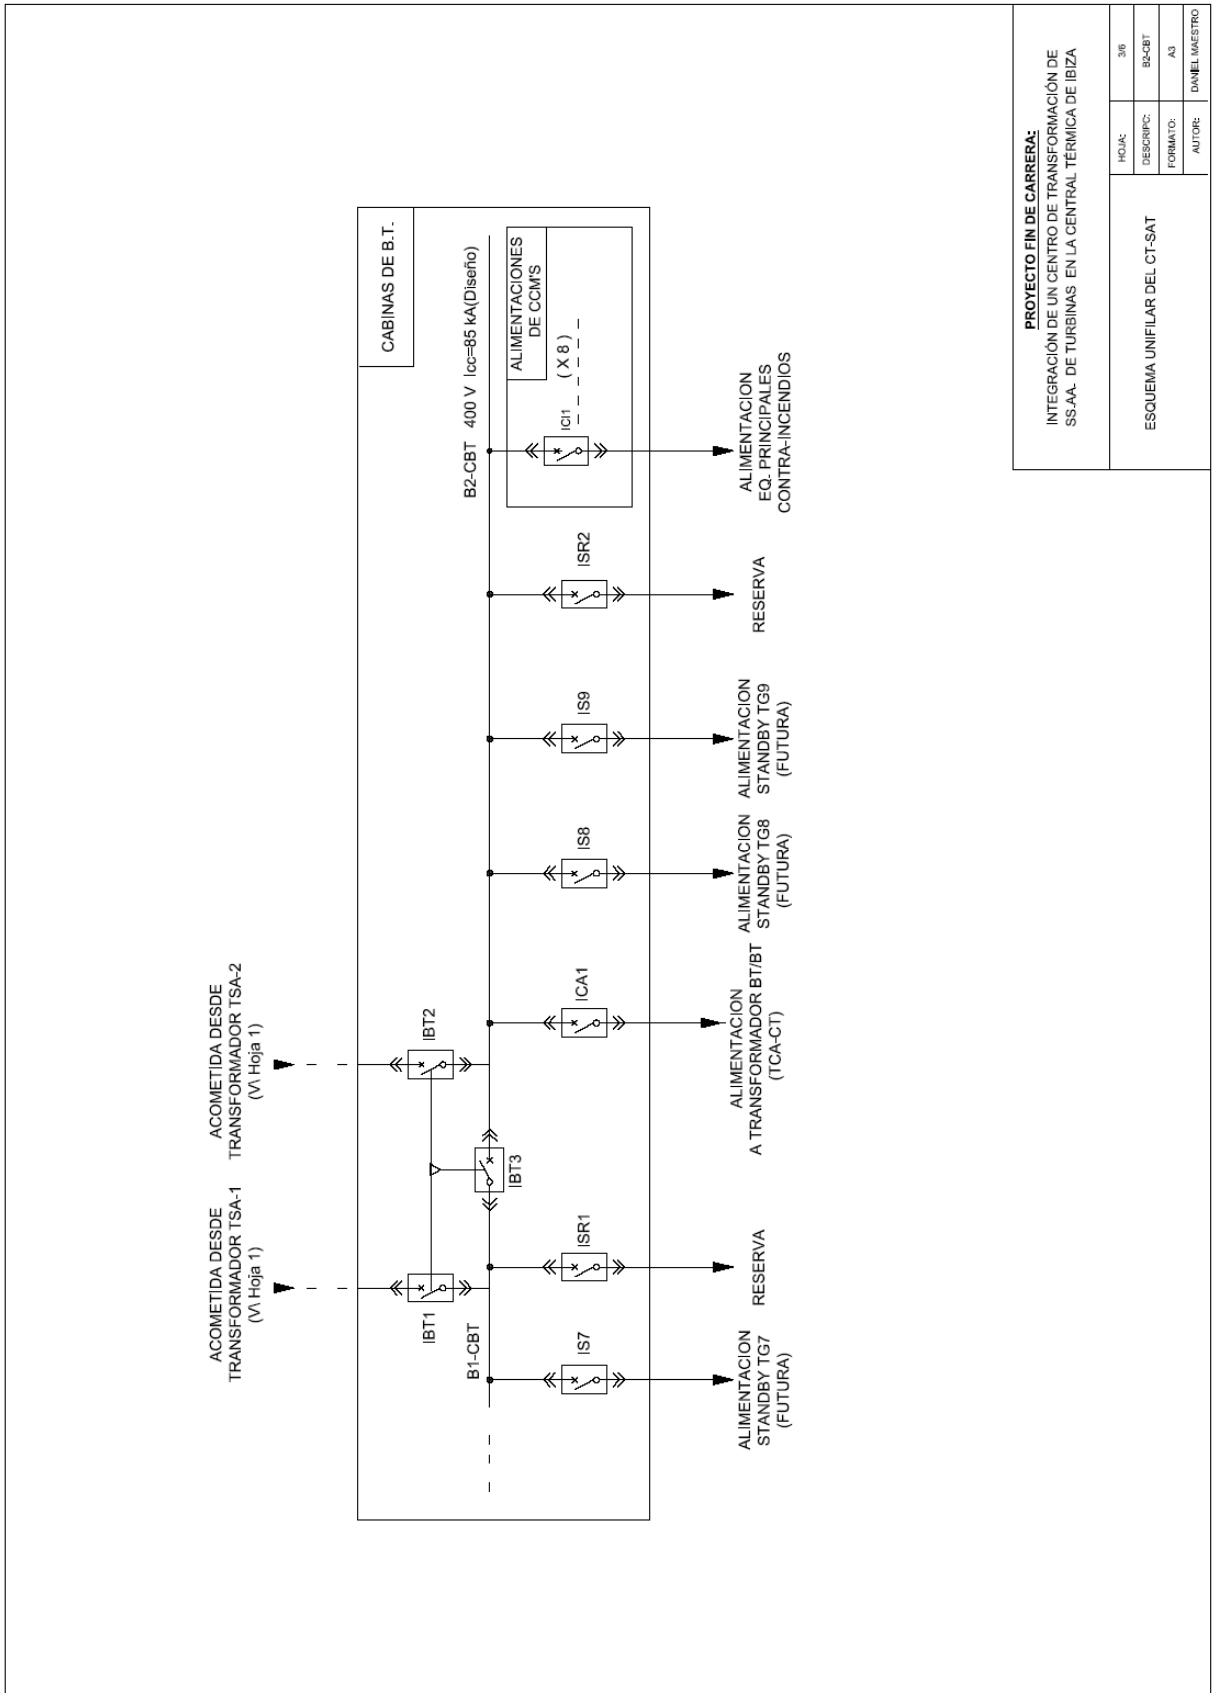 ACOMETIDA DESDE
TRANSFORMADOR TSA-1
(V\ Hoja 1)
ACOMETIDA DESDE
TRANSFORMADOR TSA-2
(V\ Hoja 1)
CABINAS DE B.T.
IBT1
IBT2
B1-CBT
IBT3
B2-CBT 400 V Icc=85 kA(Diseño)
ALIMENTACIONES
DE CCM'S
( X 8 )
IS7
ISR1
ICA1
IS8
IS9
ISR2
ICI1
ALIMENTACION
STANDBY TG7
(FUTURA)
RESERVA
ALIMENTACION
A TRANSFORMADOR BT/BT
(TCA-CT)
ALIMENTACION
STANDBY TG8
(FUTURA)
ALIMENTACION
STANDBY TG9
(FUTURA)
RESERVA
ALIMENTACION
EQ. PRINCIPALES
CONTRA-INCENDIOS
PROYECTO FIN DE CARRERA:
INTEGRACIÓN DE UN CENTRO DE TRANSFORMACIÓN DE
SS.AA. DE TURBINAS EN LA CENTRAL TÉRMICA DE IBIZA
ESQUEMA UNIFILAR DEL CT-SAT
HOJA: 3/6
DESCRIPC: B2-CBT
FORMATO: A3
AUTOR: DANIEL MAESTRO